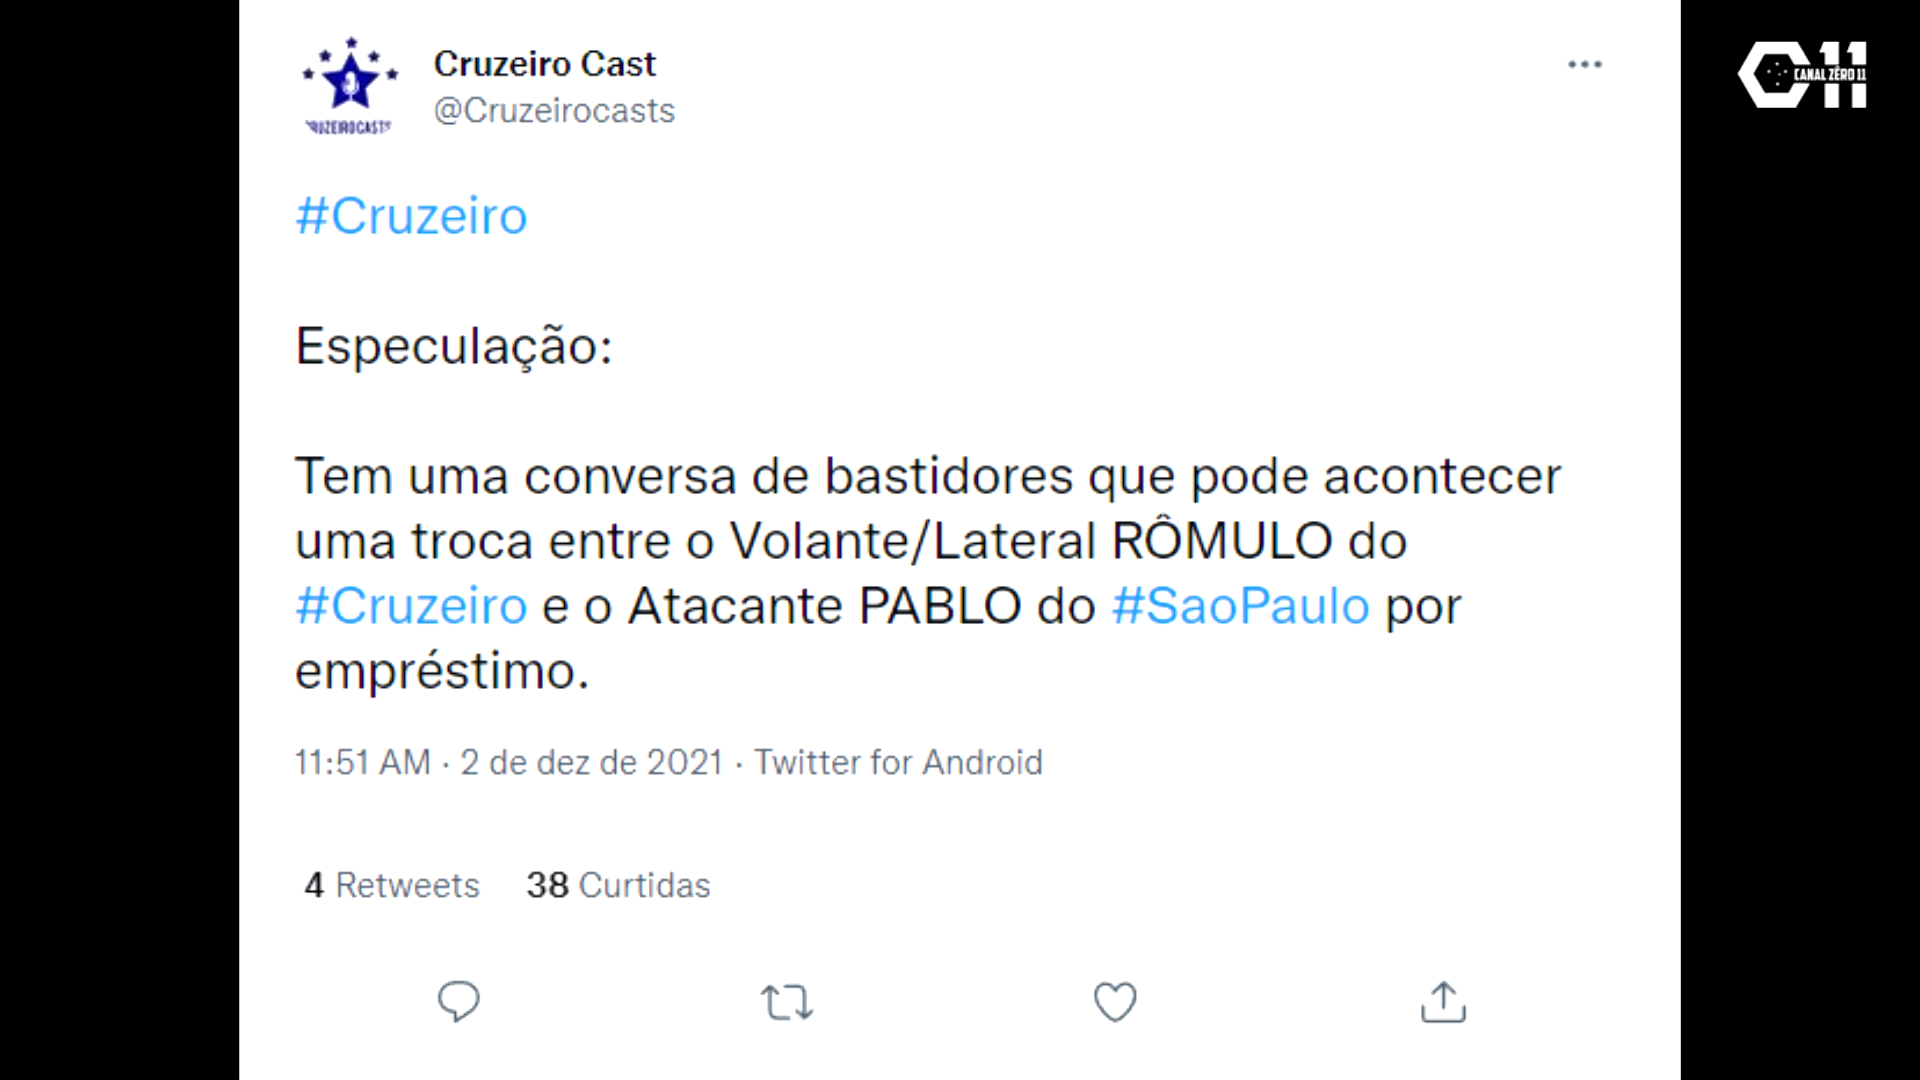 Cruzeiro Cast
@Cruzeirocasts
CANAL ZÉRO 11
#Cruzeiro
Especulação:
Tem uma conversa de bastidores que pode acontecer
uma troca entre o Volante/Lateral RÔMULO do
#Cruzeiro e o Atacante PABLO do #SaoPaulo por
empréstimo.
11:51 AM · 2 de dez de 2021 · Twitter for Android
4 Retweets 38 Curtidas